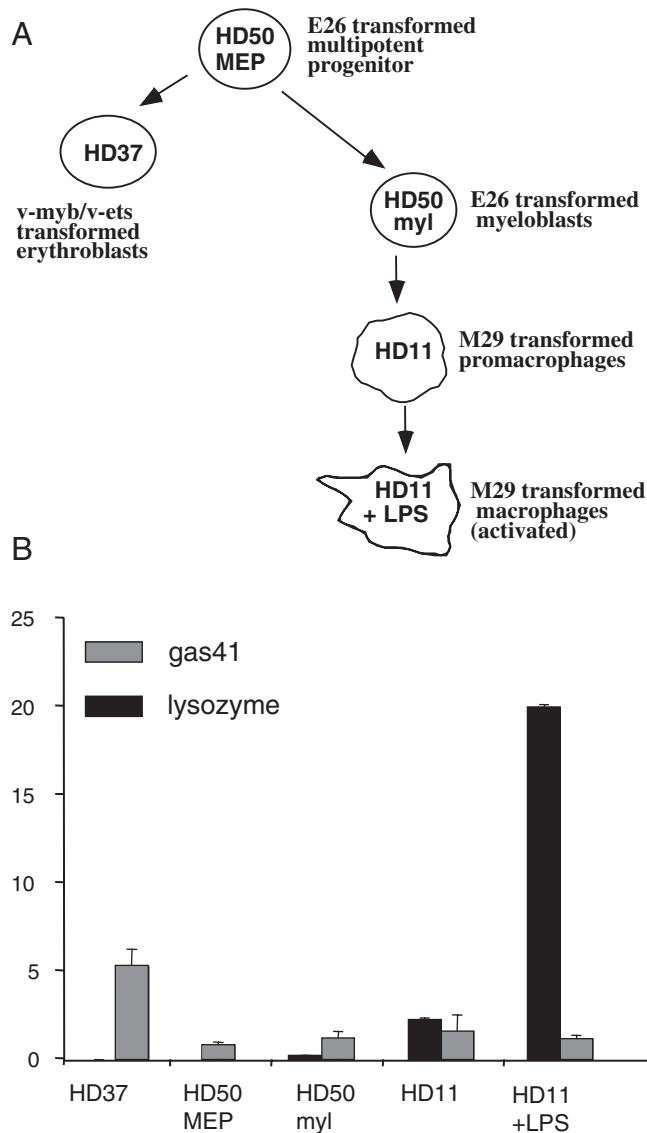 A
HD50
MEP
E26 transformed
multipotent
progenitor
HD37
v-myb/v-ets
transformed
erythroblasts
HD50
myl
E26 transformed
myeloblasts
HD11
M29 transformed
promacrophages
HD11
+ LPS
M29 transformed
macrophages
(activated)
B
25
20
15
10
5
0
gas41
lysozyme
HD37
HD50
MEP
HD50
myl
HD11
HD11
+LPS